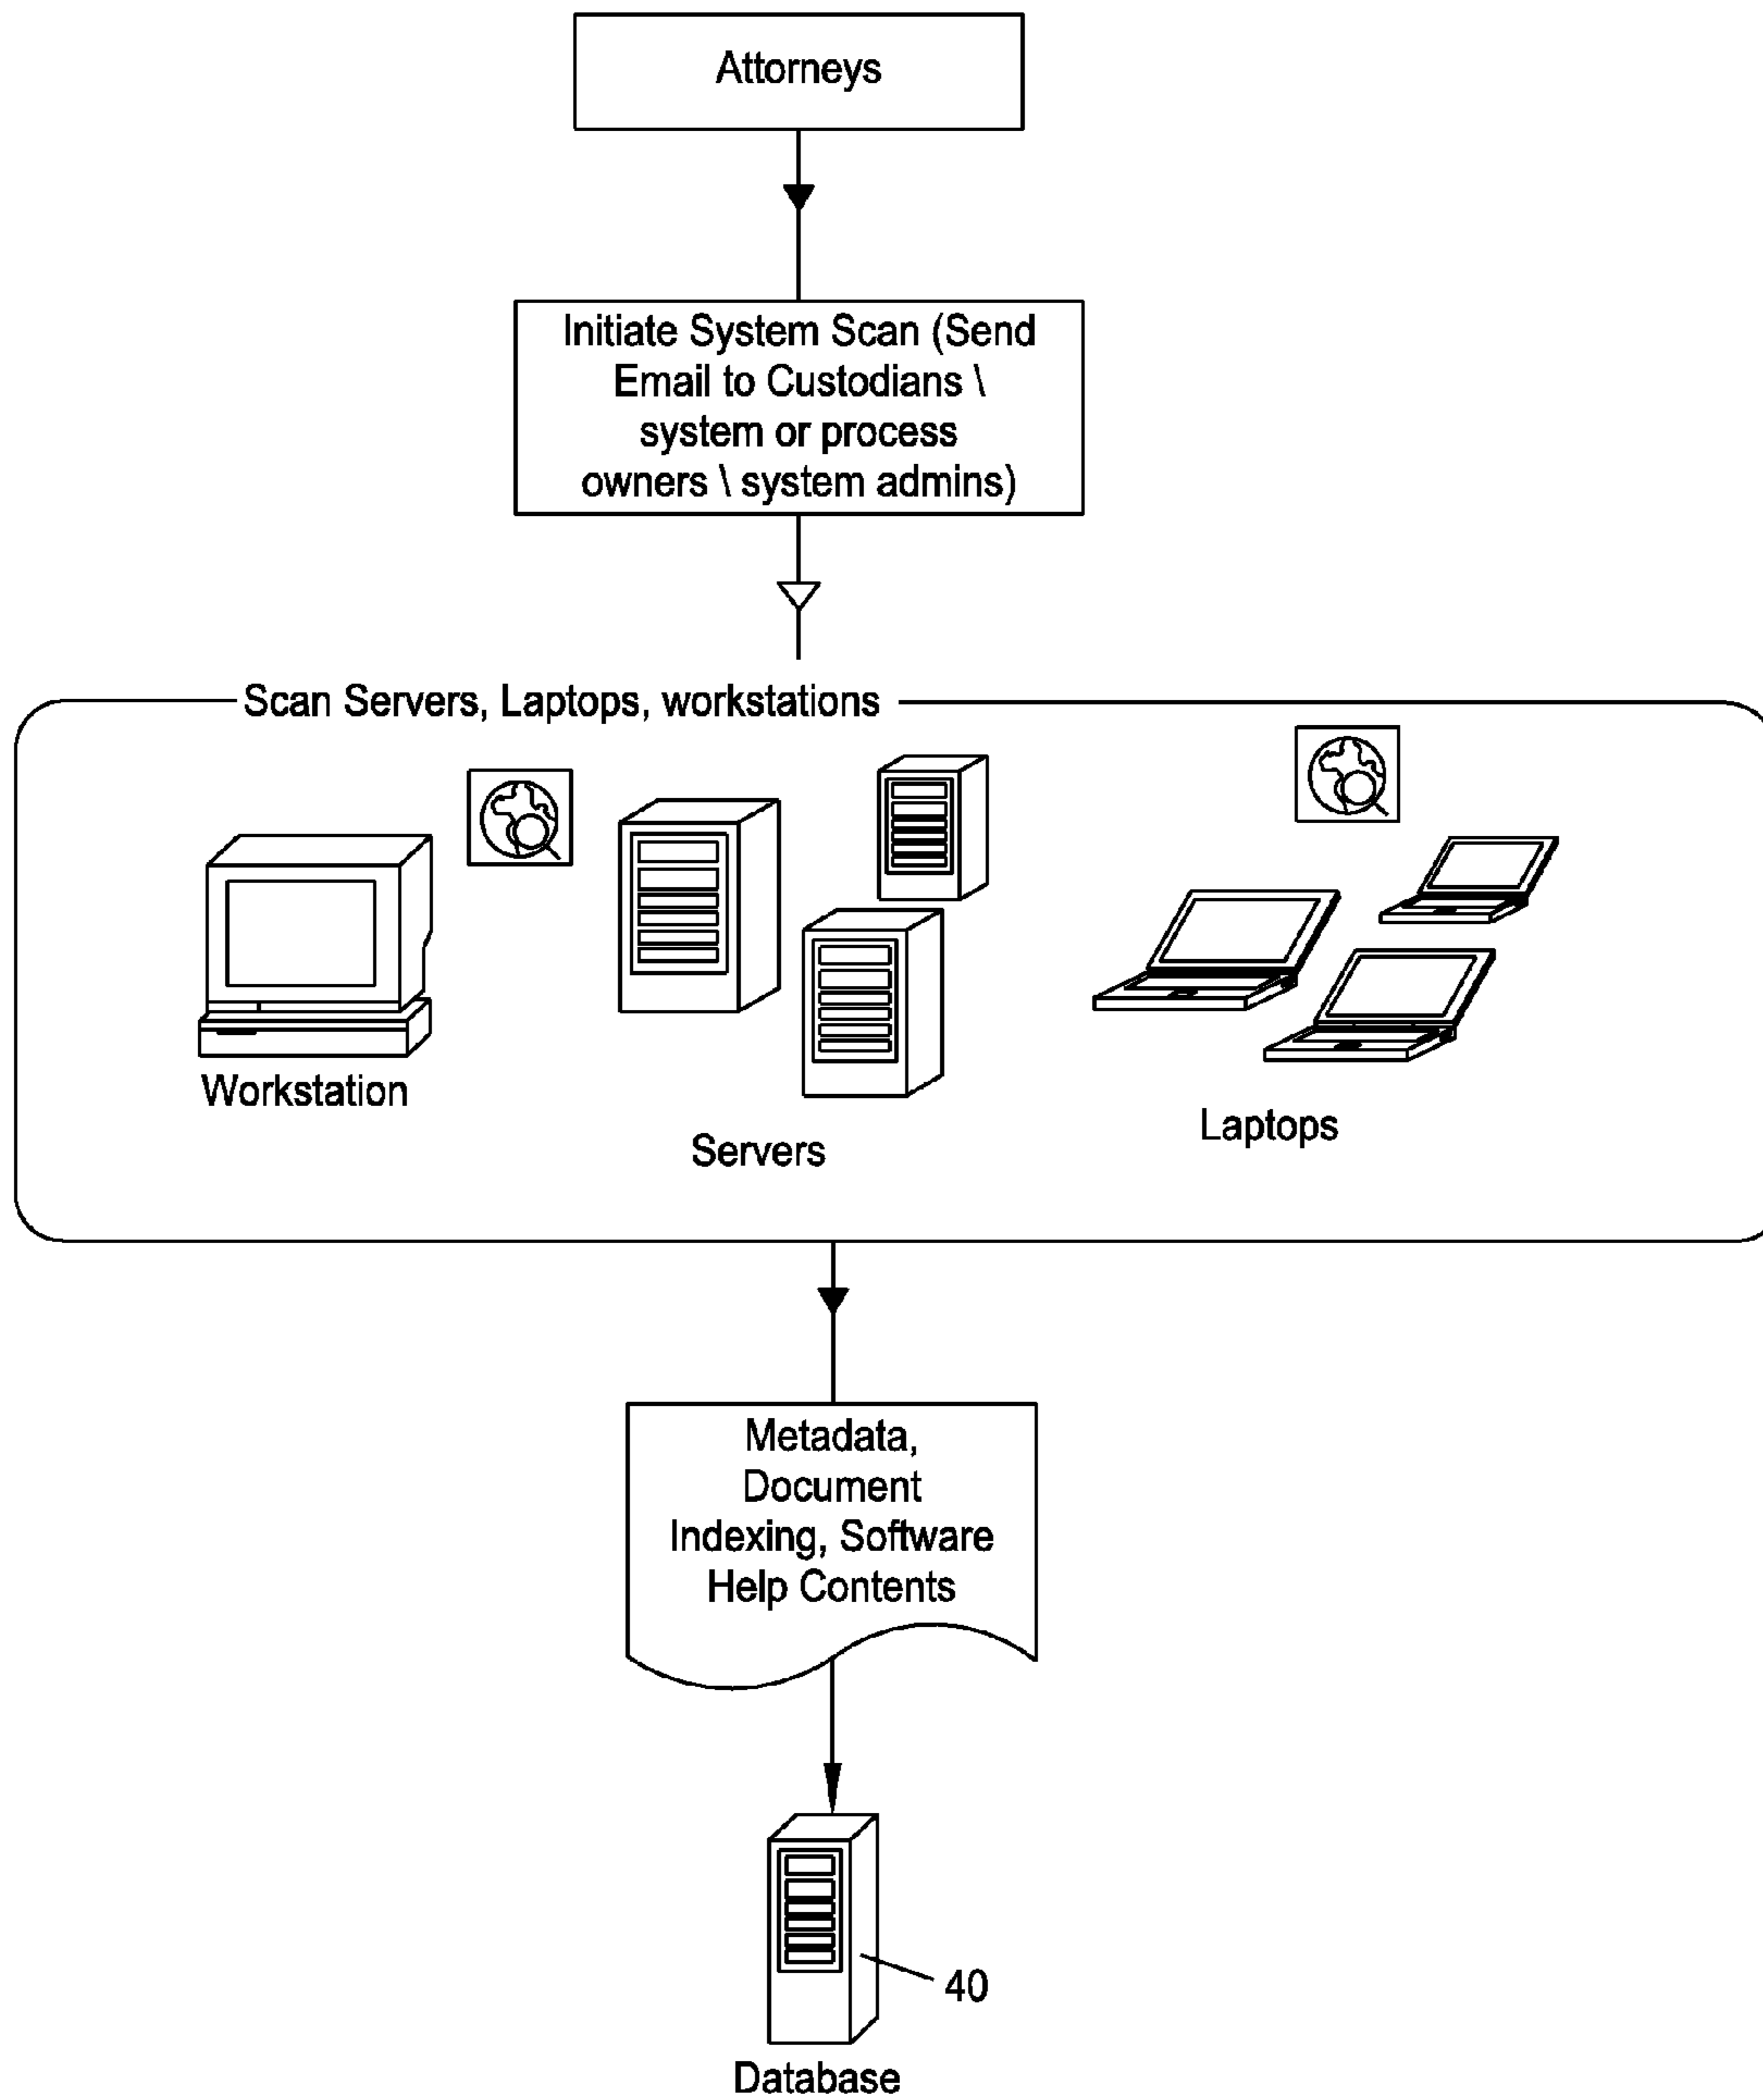 Attorneys
Initiate System Scan (Send
Email to Custodians \
system or process
owners \ system admins)
Scan Servers, Laptops, workstations
Workstation
Servers
Laptops
Metadata,
Document
Indexing, Software
Help Contents
40
Database